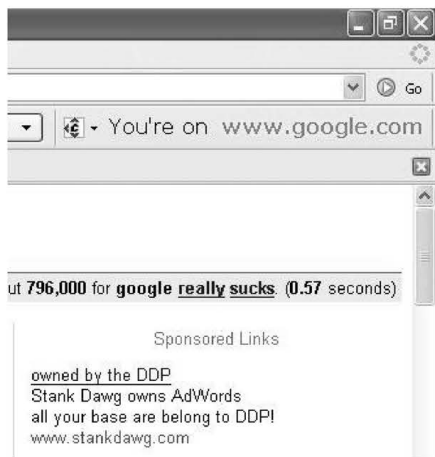 Go
You're on www.google.com
ut 796,000 for google really sucks. (0.57 seconds)
Sponsored Links
owned by the DDP
Stank Dawg owns AdWords
all your base are belong to DDP!
www.stankdawg.com